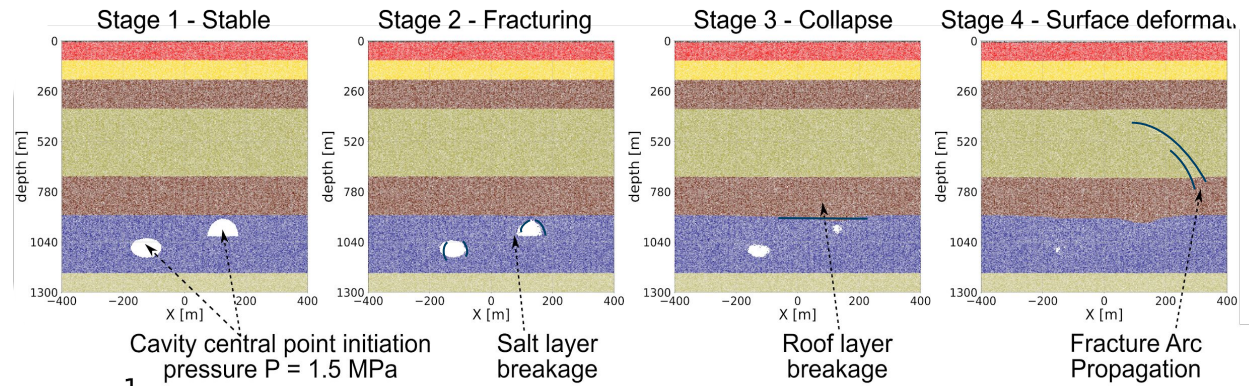 Stage 1 - Stable
Stage 2 - Fracturing
Stage 3 - Collapse
Stage 4 - Surface
0
260
520
780
1040
1300
depth [m]
−400
−200
0
200
400
X [m]
0
260
520
780
1040
1300
depth [m]
−400
−200
0
200
400
X [m]
0
260
520
780
1040
1300
depth [m]
−400
−200
0
200
400
X [m]
0
260
520
780
1040
1300
depth [m]
−400
−200
0
200
400
X [m]
Cavity central point initiation
pressure P = 1.5 MPa
Salt layer
breakage
Roof layer
breakage
Fracture Arc
Propagation